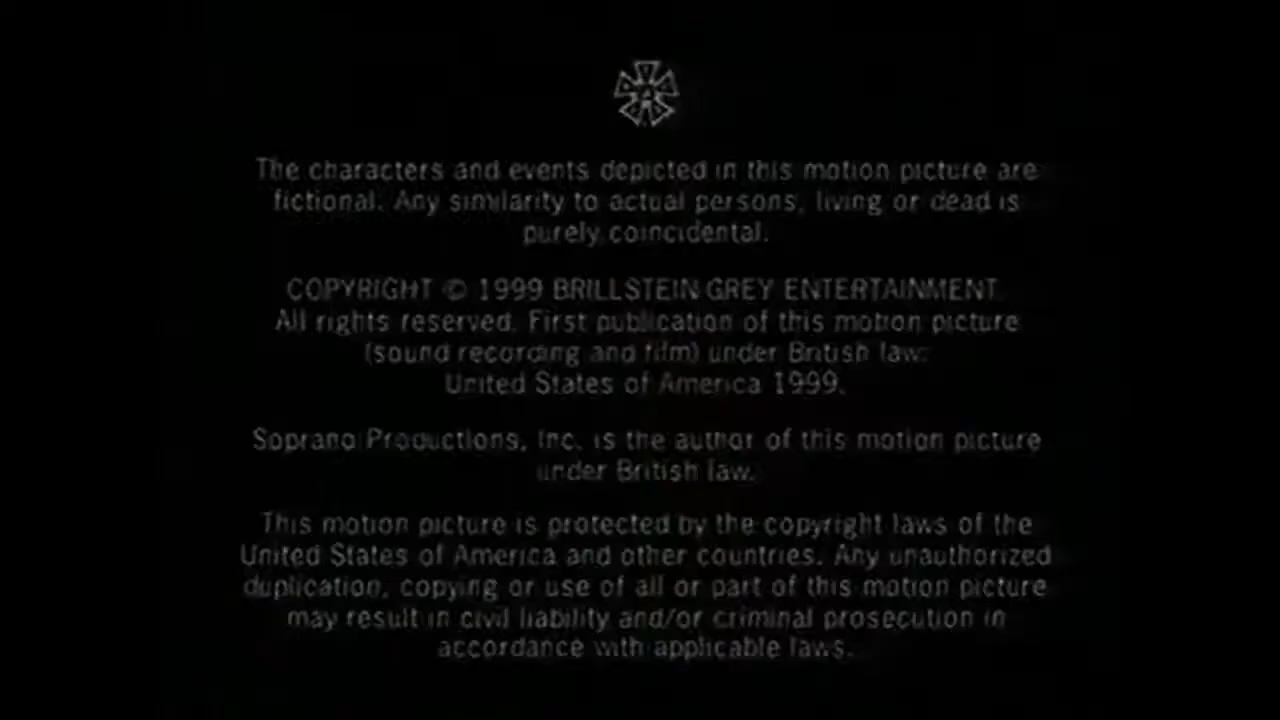 The characters and events depicted in this motion picture are
fictional. Any similarity to actual persons, living or dead is
purely coincidental.
COPYRIGHT © 1999 BRILLSTEIN GREY ENTERTAINMENT
All rights reserved. First publication of this motion picture
(sound recording and film) under British law:
United States of America 1999.
Soprano Productions, Inc. is the author of this motion picture
under British law.
This motion picture is protected by the copyright laws of the
United States of America and other countries. Any unauthorized
duplication, copying or use of all or part of this motion picture
may result in civil liability and/or criminal prosecution in
accordance with applicable laws.